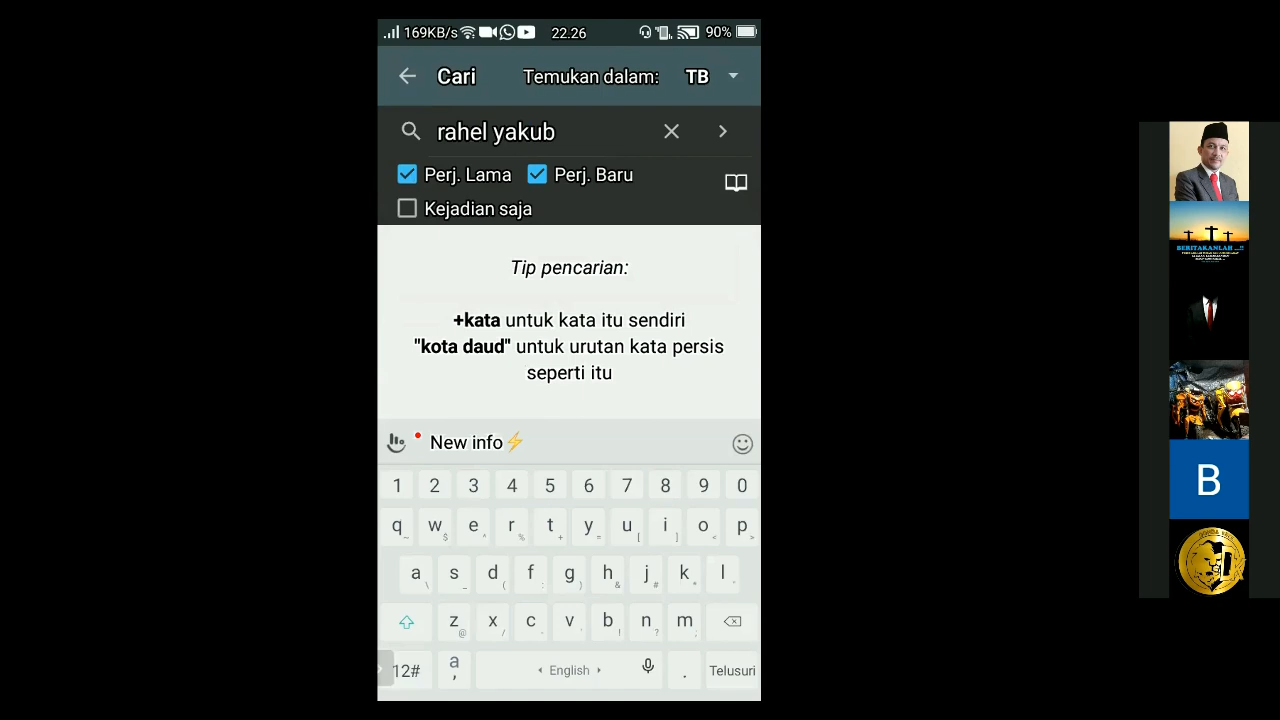 169KB/s 22.26 90%
Cari Temukan dalam: TB
rahel yakub
Perj. Lama Perj. Baru
Kejadian saja
Tip pencarian:
+kata untuk kata itu sendiri
"kota daud" untuk urutan kata persis
seperti itu
New info⚡
1 2 3 4 5 6 7 8 9 0
q w e r t y u i o p
a s d f g h j k l
z x c v b n m
12# a , English . Telusuri
BERITAKANLAH
B